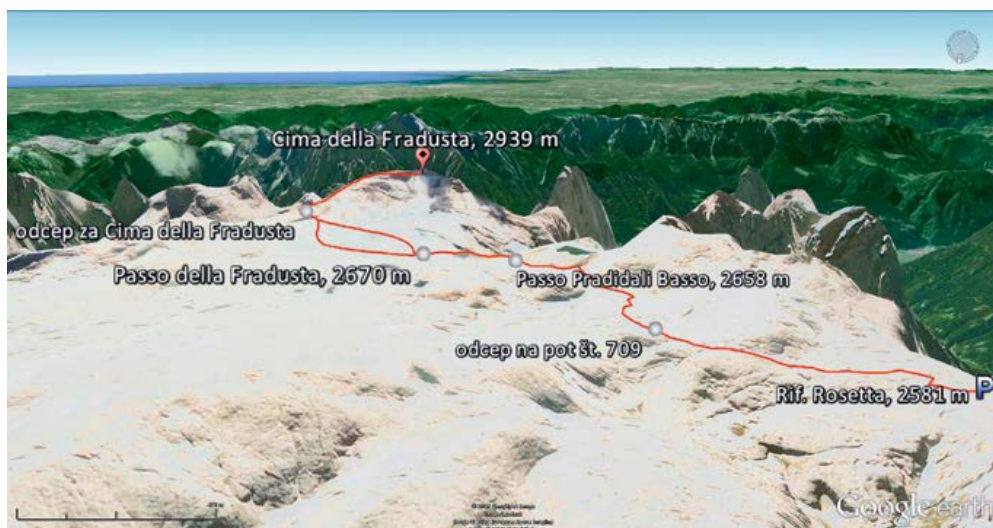 Cima della Fradusta, 2939 m
odcep za Cima della Fradusta
Passo della Fradusta, 2670 m
Passo Pradidali Basso, 2658 m
odcep na pot št. 709
Rif. Rosetta, 2581 m
P
Google earth